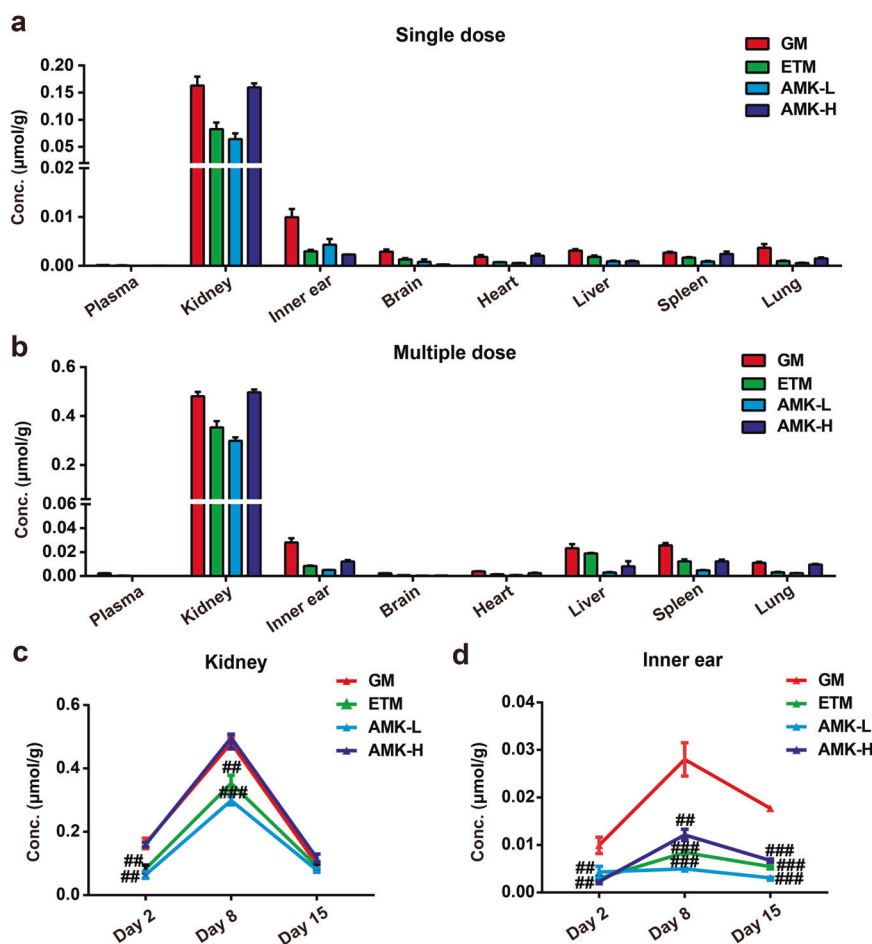 a
Single dose
GM
ETM
AMK-L
AMK-H
Conc. (μmol/g)
0.20
0.15
0.10
0.05
0.02
0.01
0.00
Plasma
Kidney
Inner ear
Brain
Heart
Liver
Spleen
Lung
b
Multiple dose
GM
ETM
AMK-L
AMK-H
Conc. (μmol/g)
0.6
0.4
0.2
0.06
0.04
0.02
0.00
Plasma
Kidney
Inner ear
Brain
Heart
Liver
Spleen
Lung
c
Kidney
GM
ETM
AMK-L
AMK-H
Conc. (μmol/g)
0.6
0.4
0.2
0.0
##
###
##
##
Day 2
Day 8
Day 15
d
Inner ear
GM
ETM
AMK-L
AMK-H
Conc. (μmol/g)
0.04
0.03
0.02
0.01
0.00
##
##
##
###
###
###
###
###
Day 2
Day 8
Day 15